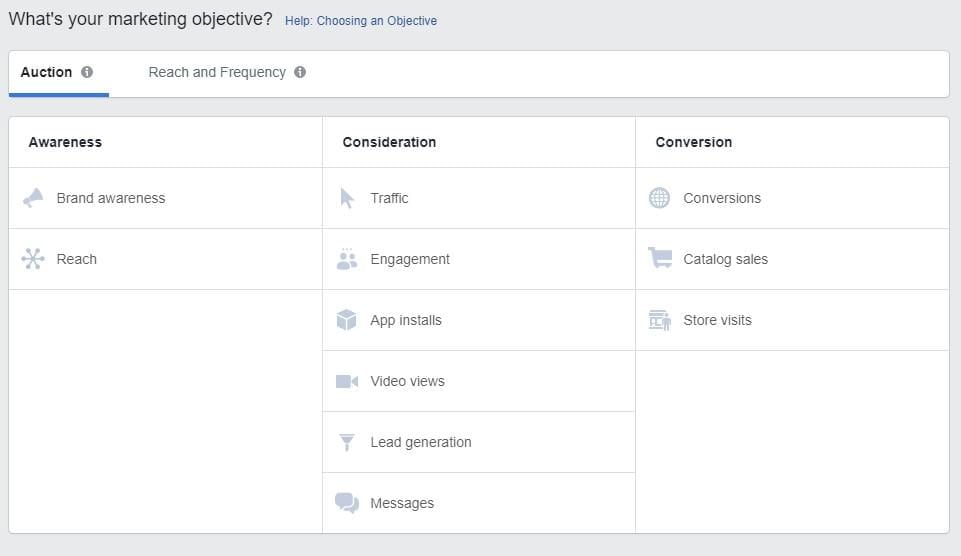 What's your marketing objective? Help: Choosing an Objective
Auction Reach and Frequency
Awareness Consideration Conversion
Brand awareness Traffic Conversions
Reach Engagement Catalog sales
App installs Store visits
Video views
Lead generation
Messages